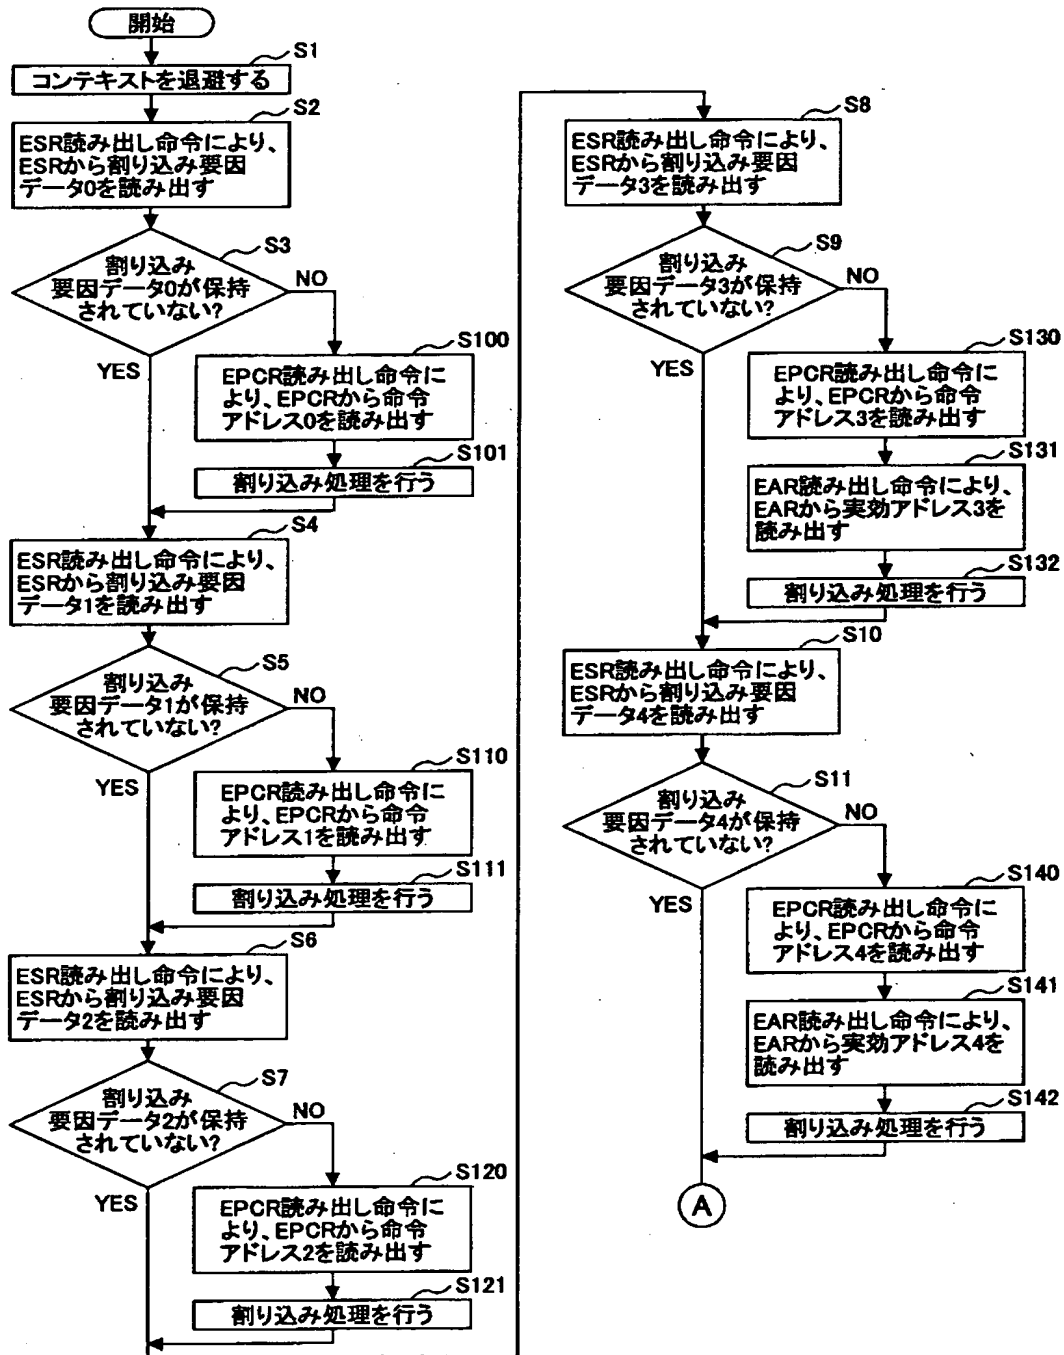 開始
S1
コンテキストを退避する
S2
ESR読み出し命令により、
ESRから割り込み要因
データ0を読み出す
S3
割り込み
要因データ0が保持
されていない?
NO
YES
S100
EPCR読み出し命令に
より、EPCRから命令
アドレス0を読み出す
S101
割り込み処理を行う
S4
ESR読み出し命令により、
ESRから割り込み要因
データ1を読み出す
S5
割り込み
要因データ1が保持
されていない?
NO
YES
S110
EPCR読み出し命令に
より、EPCRから命令
アドレス1を読み出す
S111
割り込み処理を行う
S6
ESR読み出し命令により、
ESRから割り込み要因
データ2を読み出す
S7
割り込み
要因データ2が保持
されていない?
NO
YES
S120
EPCR読み出し命令に
より、EPCRから命令
アドレス2を読み出す
S121
割り込み処理を行う
S8
ESR読み出し命令により、
ESRから割り込み要因
データ3を読み出す
S9
割り込み
要因データ3が保持
されていない?
NO
YES
S130
EPCR読み出し命令に
より、EPCRから命令
アドレス3を読み出す
S131
EAR読み出し命令により、
EARから実効アドレス3を
読み出す
S132
割り込み処理を行う
S10
ESR読み出し命令により、
ESRから割り込み要因
データ4を読み出す
S11
割り込み
要因データ4が保持
されていない?
NO
YES
S140
EPCR読み出し命令に
より、EPCRから命令
アドレス4を読み出す
S141
EAR読み出し命令により、
EARから実効アドレス4を
読み出す
S142
割り込み処理を行う
A